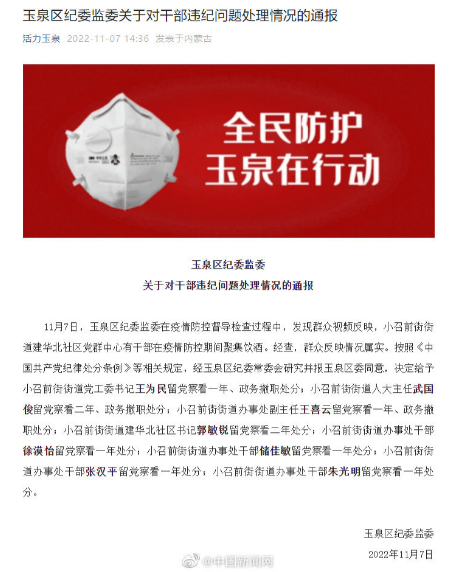 玉泉区纪委监委关于对干部违纪问题处理情况的通报
活力玉泉 2022-11-07 14:36 发表于内蒙古
全民防护
玉泉在行动
玉泉区纪委监委
关于对干部违纪问题处理情况的通报
11月7日，玉泉区纪委监委在疫情防控督导检查过程中，发现群众视频反映，小召前街街
道建华北社区党群中心有干部在疫情防控期间聚集饮酒。经查，群众反映情况属实。按照《中
国共产党纪律处分条例》等相关规定，经玉泉区纪委常委会研究并报玉泉区委同意，决定给予
小召前街街道党工委书记王为民留党察看一年、政务撤职处分；小召前街街道人大主任武国
俊留党察看二年、政务撤职处分；小召前街街道办事处副主任王喜云留党察看一年、政务撤
职处分；小召前街街道建华北社区书记郭敏锐留党察看二年处分；小召前街街道办事处干部
徐漠怡留党察看一年处分；小召前街街道办事处干部储佳敏留党察看一年处分；小召前街街
道办事处干部张汉平留党察看一年处分；小召前街街道办事处干部朱光明留党察看一年处
分。
玉泉区纪委监委
2022年11月7日
@中国新闻网